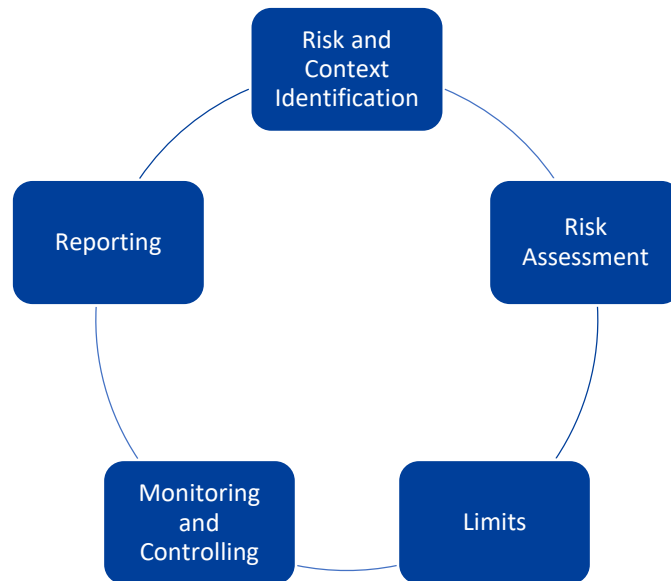 Risk and
Context
Identification
Risk
Assessment
Limits
Monitoring
and
Controlling
Reporting